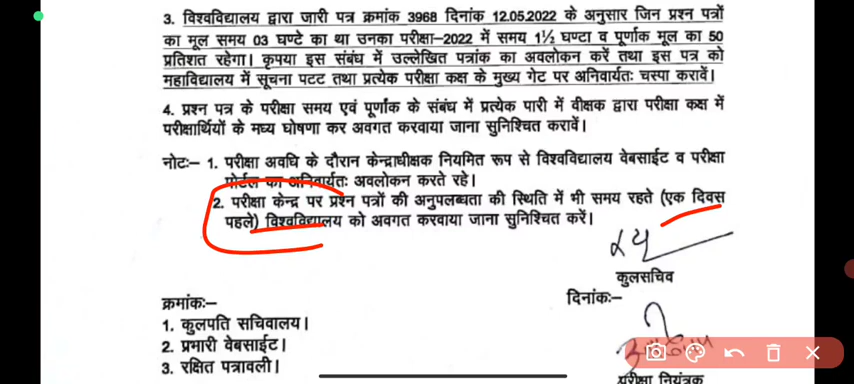 3. विश्वविद्यालय द्वारा जारी पत्र क्रमांक 3968 दिनांक 12.05.2022 के अनुसार जिन प्रश्न पत्रों
का मूल समय 03 घण्टे का था उनका परीक्षा-2022 में समय 1½ घण्टा व पूर्णांक मूल का 50
प्रतिशत रहेगा। कृपया इस संबंध में उल्लेखित पत्रांक का अवलोकन करें तथा इस पत्र को
महाविद्यालय में सूचना पटट तथा प्रत्येक परीक्षा कक्ष के मुख्य गेट पर अनिवार्यतः चस्पा करावें।
4. प्रश्न पत्र के परीक्षा समय एवं पूर्णांक के संबंध में प्रत्येक पारी में वीक्षक द्वारा परीक्षा कक्ष में
परीक्षार्थियों के मध्य घोषणा कर अवगत करवाया जाना सुनिश्चित करावें।
नोटः- 1. परीक्षा अवधि के दौरान केन्द्राधीक्षक नियमित रूप से विश्वविद्यालय वेबसाईट व परीक्षा
पोर्टल का अनिवार्यतः अवलोकन करते रहे।
2. परीक्षा केन्द्र पर प्रश्न पत्रों की अनुपलब्धता की स्थिति में भी समय रहते (एक दिवस
पहले) विश्वविद्यालय को अवगत करवाया जाना सुनिश्चित करें।
कुलसचिव
क्रमांकः-
दिनांकः-
1. कुलपति सचिवालय।
2. प्रभारी वेबसाईट।
3. रक्षित पत्रावली।
परीक्षा नियंत्रक